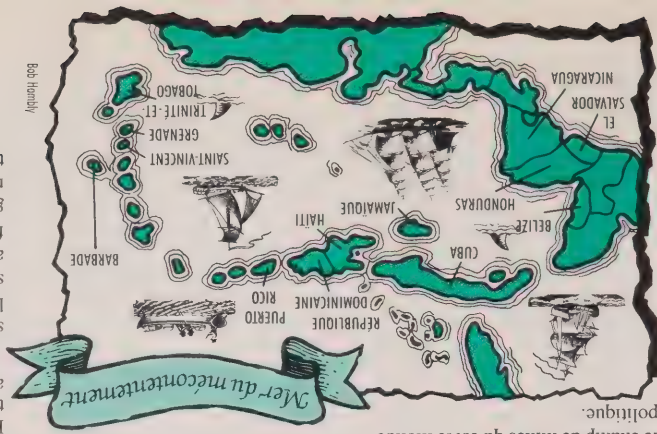 politique.
Mer du mécontentement
RÉPUBLIQUE
DOMINICAINE
PUERTO
RICO
CUBA
HAÏTI
JAMAÏQUE
BARBADE
BELIZE
HONDURAS
SAINT-VINCENT
GRENADE
TRINITÉ-ET-
TOBAGO
EL
SALVADOR
NICARAGUA
Bob Hambly